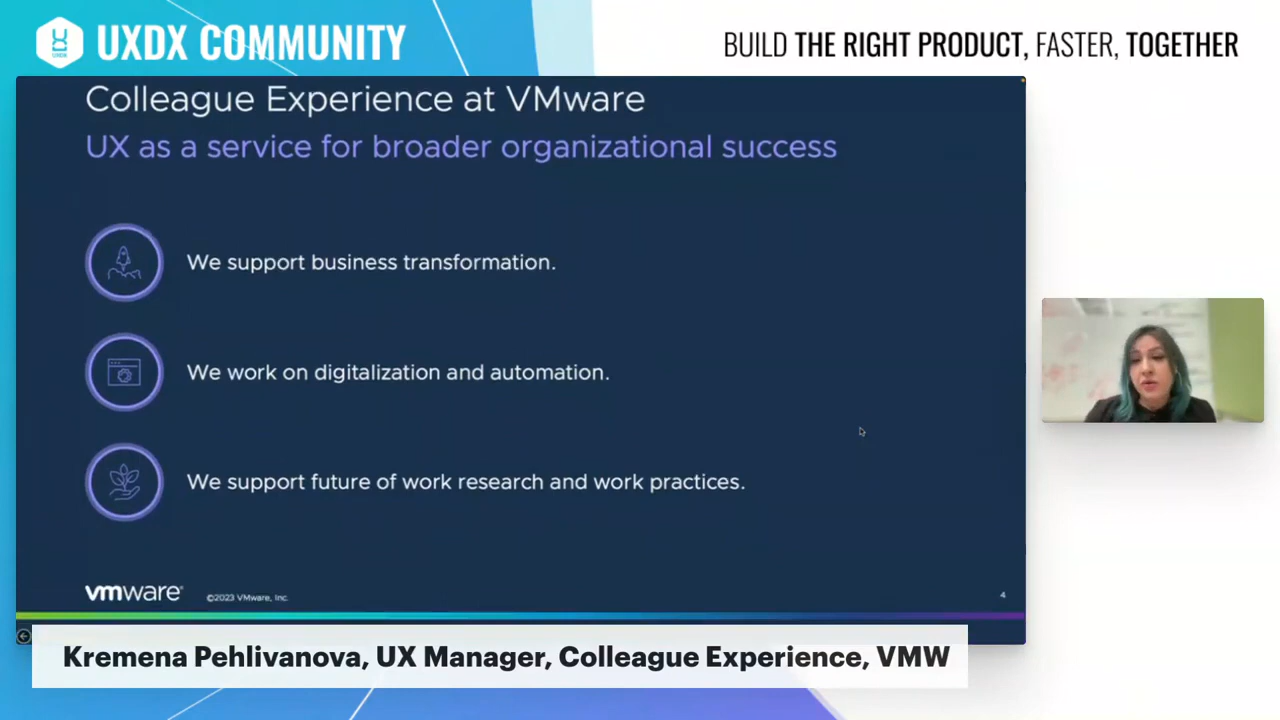 UXDX COMMUNITY
BUILD THE RIGHT PRODUCT, FASTER, TOGETHER
Colleague Experience at VMware
UX as a service for broader organizational success
We support business transformation.
We work on digitalization and automation.
We support future of work research and work practices.
vmware®
©2023 VMware, Inc.
4
Kremena Pehlivanova, UX Manager, Colleague Experience, VMW